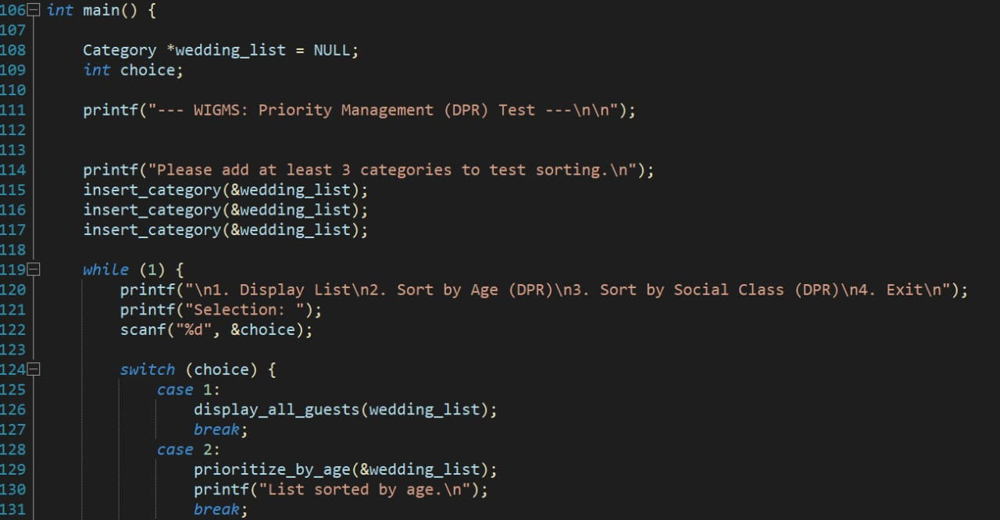 106 int main() {
107
108     Category *wedding_list = NULL;
109     int choice;
110
111     printf("--- WIGMS: Priority Management (DPR) Test ---\n\n");
112
113
114     printf("Please add at least 3 categories to test sorting.\n");
115     insert_category(&wedding_list);
116     insert_category(&wedding_list);
117     insert_category(&wedding_list);
118
119     while (1) {
120         printf("\n1. Display List\n2. Sort by Age (DPR)\n3. Sort by Social Class (DPR)\n4. Exit\n");
121         printf("Selection: ");
122         scanf("%d", &choice);
123
124         switch (choice) {
125             case 1:
126                 display_all_guests(wedding_list);
127                 break;
128             case 2:
129                 prioritize_by_age(&wedding_list);
130                 printf("List sorted by age.\n");
131                 break;